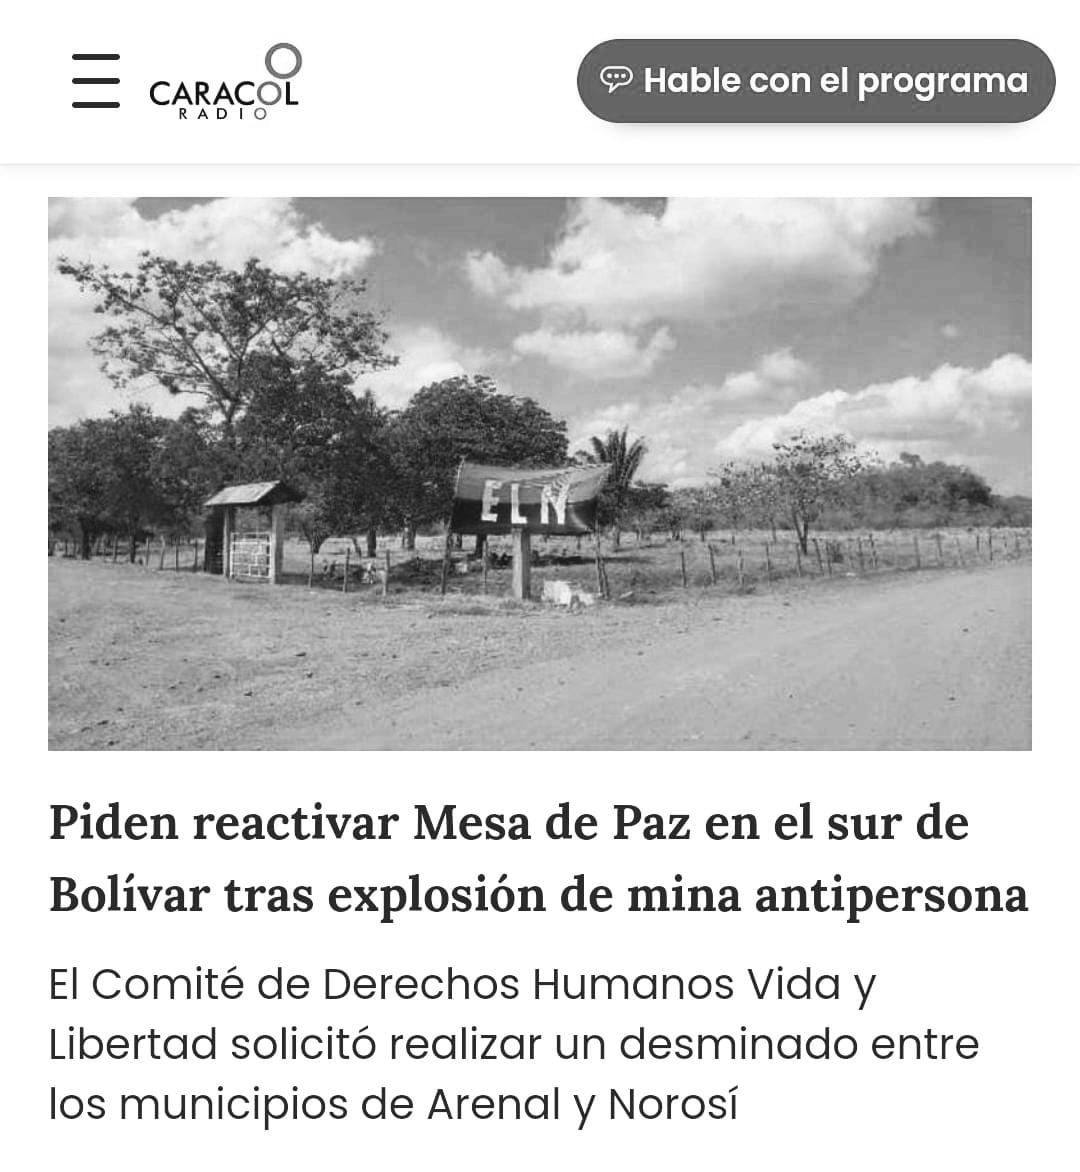 CARACOL
RADIO
Hable con el programa
ELN
Piden reactivar Mesa de Paz en el sur de
Bolívar tras explosión de mina antipersona
El Comité de Derechos Humanos Vida y
Libertad solicitó realizar un desminado entre
los municipios de Arenal y Norosí